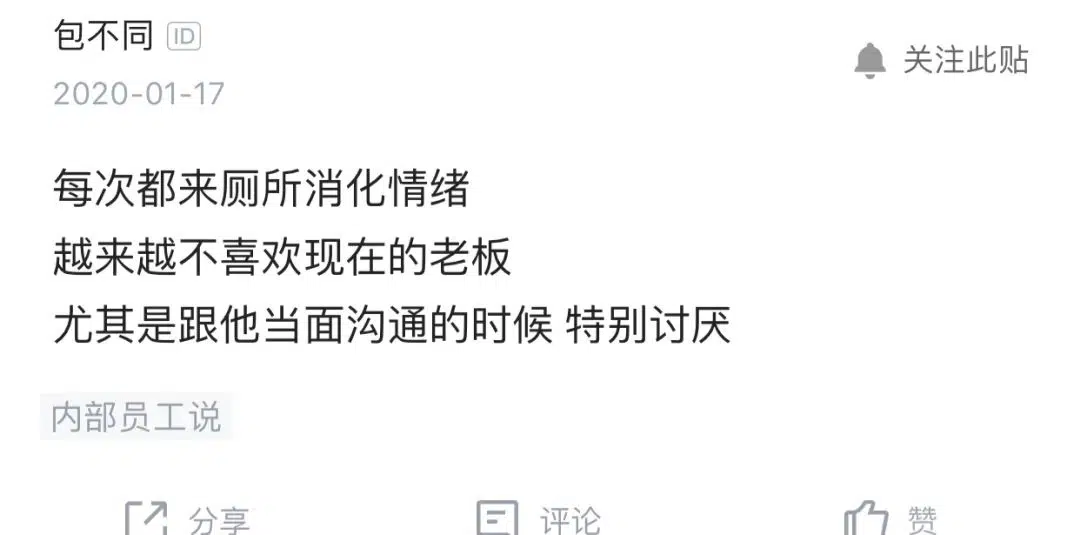 包不同 ID
关注此贴
2020-01-17
每次都来厕所消化情绪
越来越不喜欢现在的老板
尤其是跟他当面沟通的时候 特别讨厌
内部员工说
分享 评论 赞